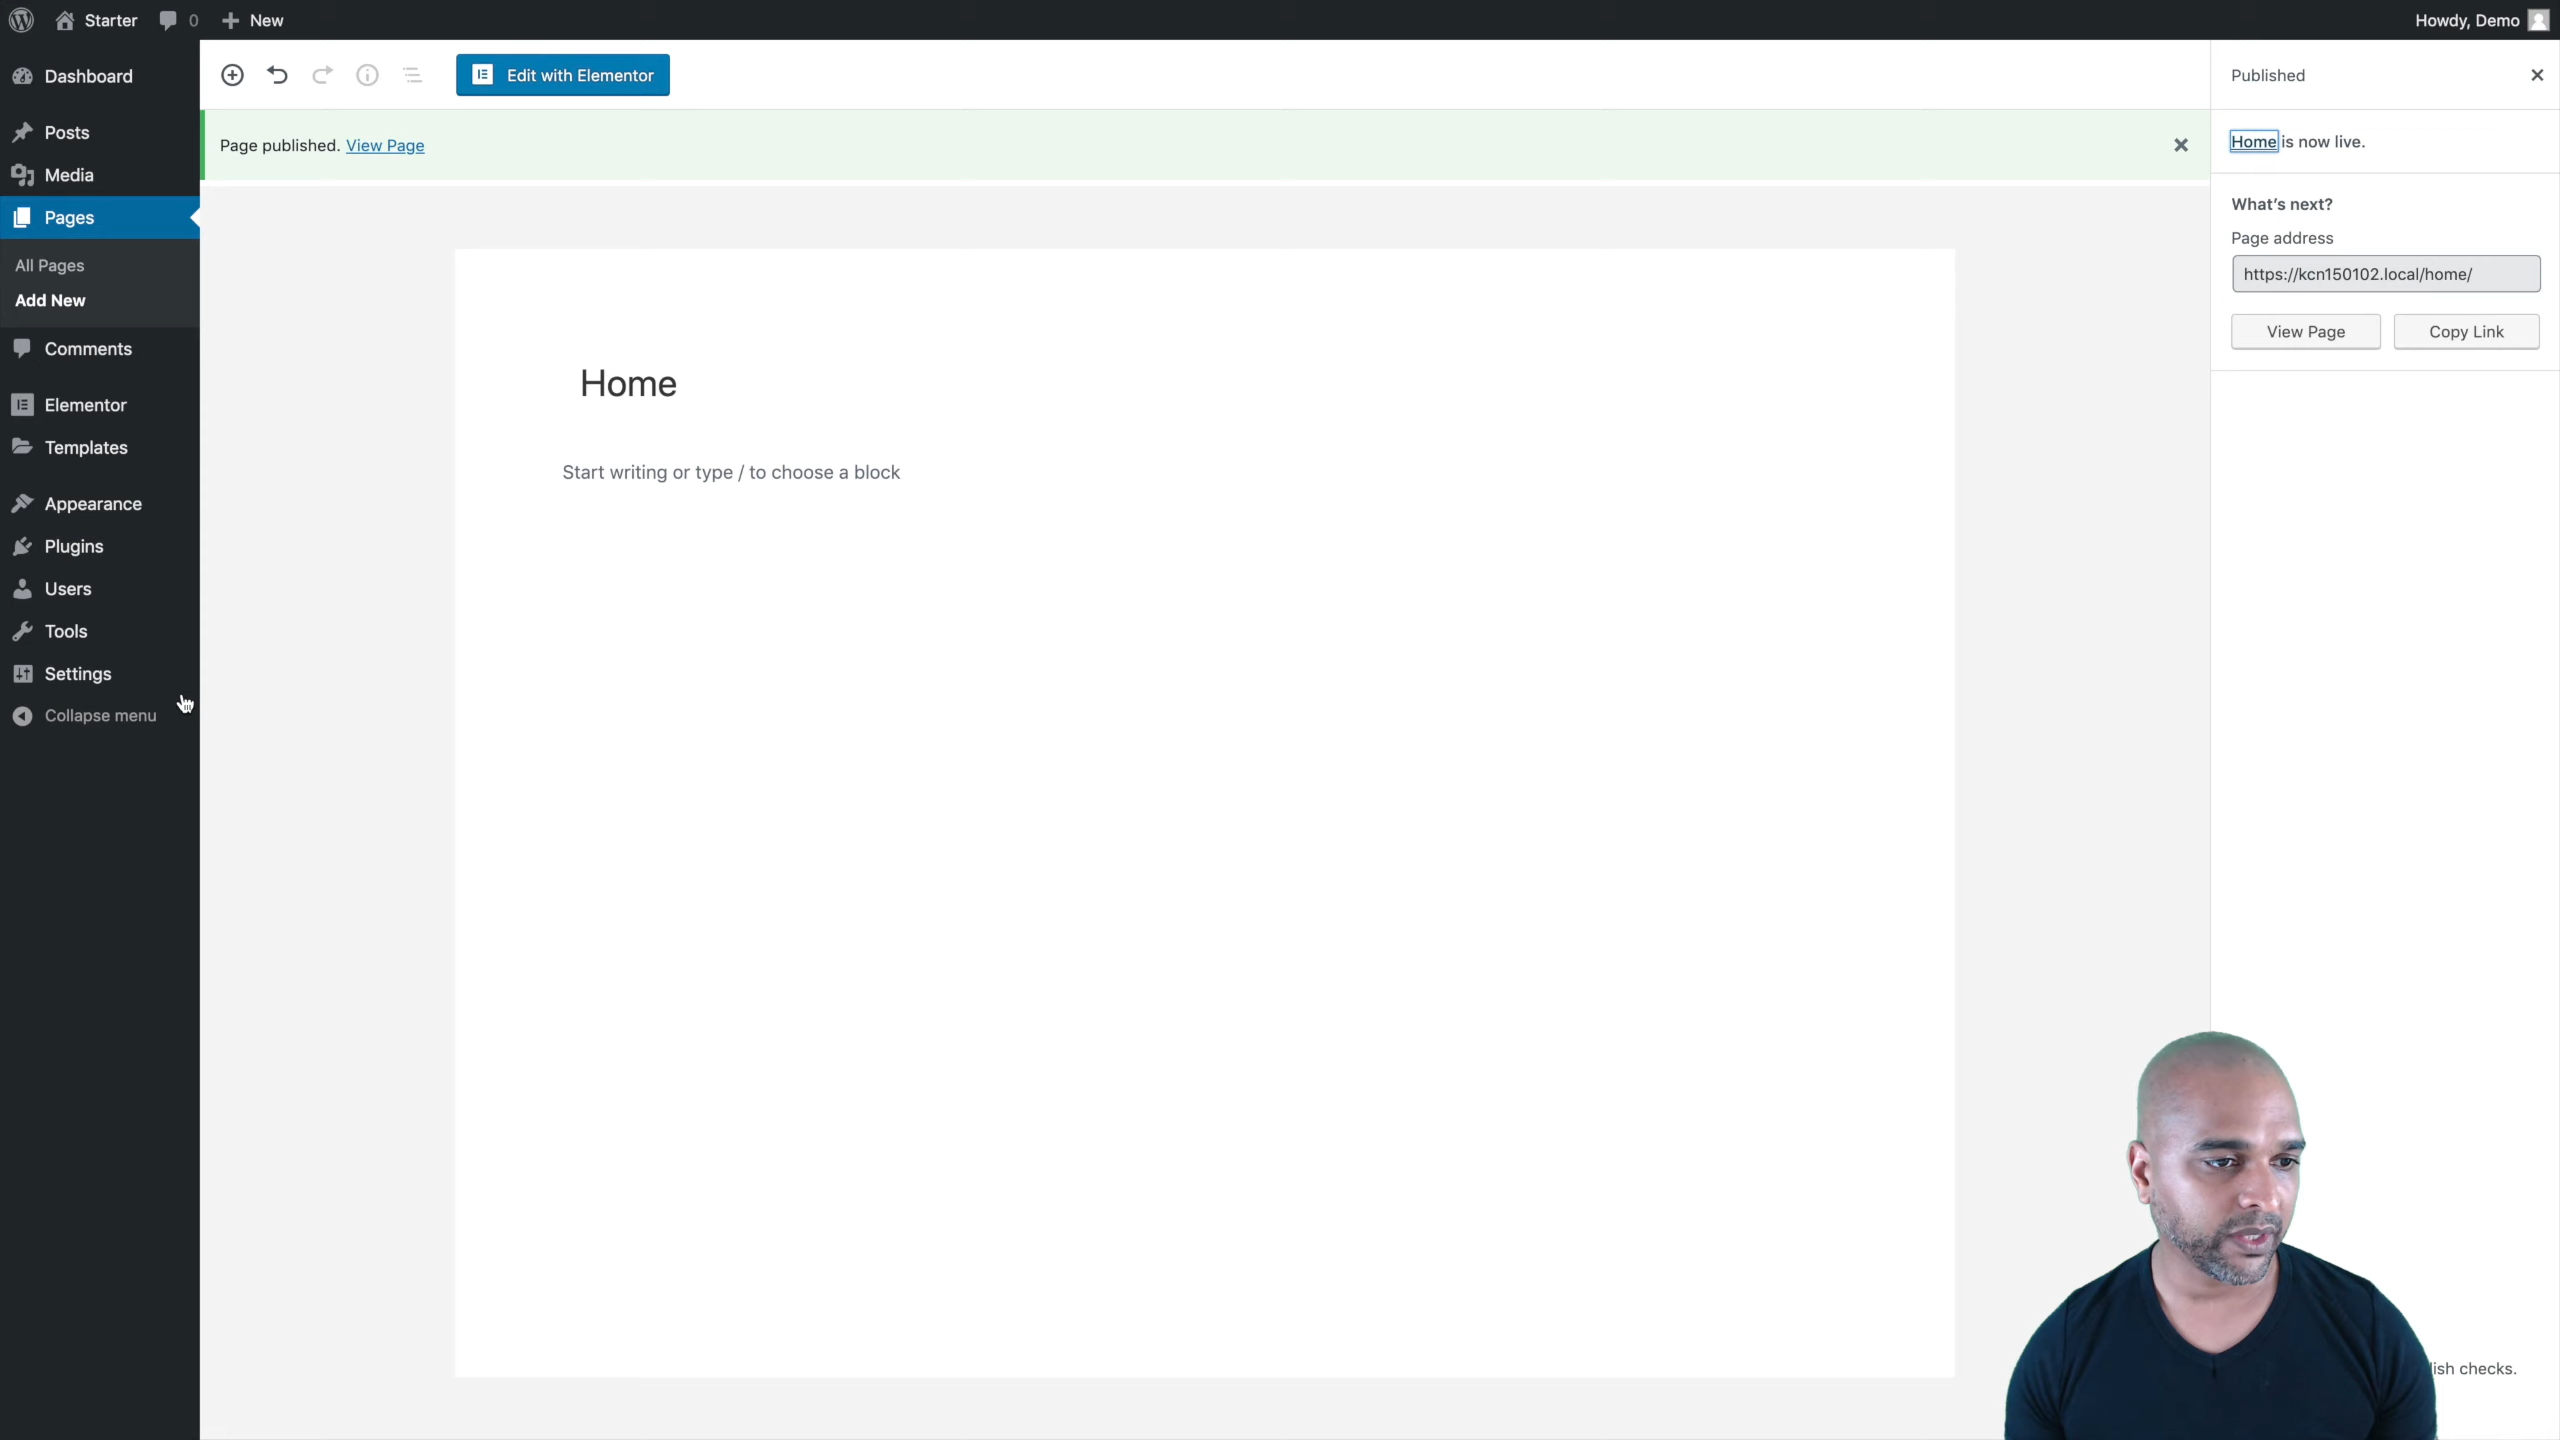 Starter 0 New Howdy, Demo
Dashboard
Posts
Media
Pages
All Pages
Add New
Comments
Elementor
Templates
Appearance
Plugins
Users
Tools
Settings
Collapse menu
Edit with Elementor
Page published. View Page
Home
Start writing or type / to choose a block
Published
Home is now live.
What's next?
Page address
https://kcn150102.local/home/
View Page Copy Link
ish checks.